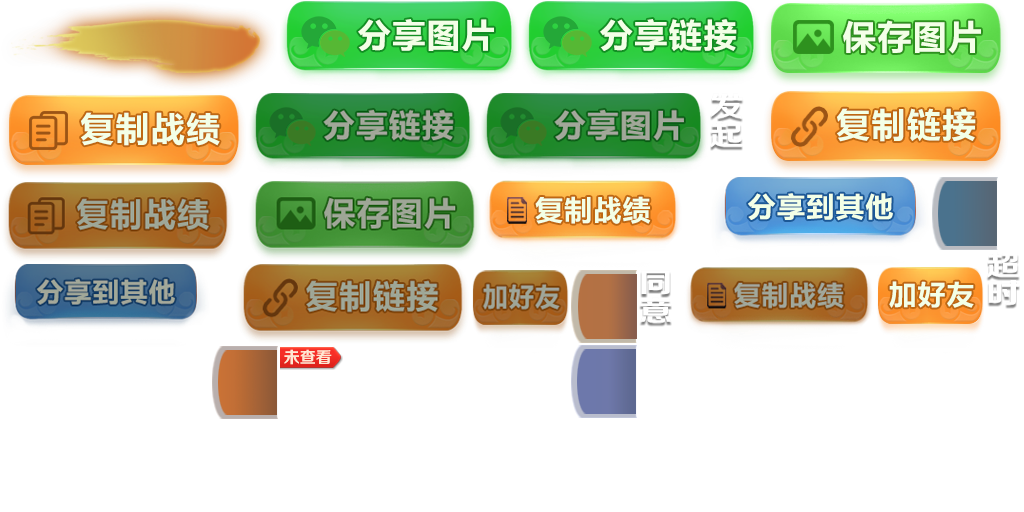 分享图片
分享链接
保存图片
复制战绩
分享链接
分享图片
发起
复制链接
复制战绩
保存图片
复制战绩
分享到其他
超时
分享到其他
复制链接
加好友
同意
复制战绩
加好友
未查看